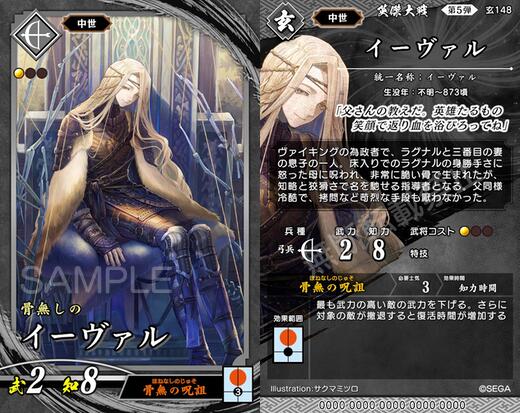 中世
SAMPLE
骨無しの
イーヴァル
武2 知8
ほねなしのじゅそ
骨無の呪詛
3
玄
中世
英傑大戦
第5弾
玄148
イーヴァル
統一名称:イーヴァル
生没年:不明~873頃
「父さんの教えだ。英雄たるもの
笑顔で返り血を浴びろってね」
ヴァイキングの為政者で、ラグナルと三番目の妻
の息子の一人。床入りでのラグナルの身勝手さに
怒った母に呪われ、非常に脆い骨で生まれたが、
知略と狡猾さで名を馳せる指導者となる。父同様
冷酷で、拷問など苛烈な手段も厭わなかった。
兵種 武力 知力 武将コスト
弓兵 2 8 特技
ほねなしのじゅそ 必要士気 効果時間
骨無の呪詛 3 知力時間
効果範囲
最も武力の高い敵の武力を下げる。さらに
対象の敵が撤退すると復活時間が増加する
Illustration:サクマミツロ
©SEGA
0000 0000 0000 0000 0000